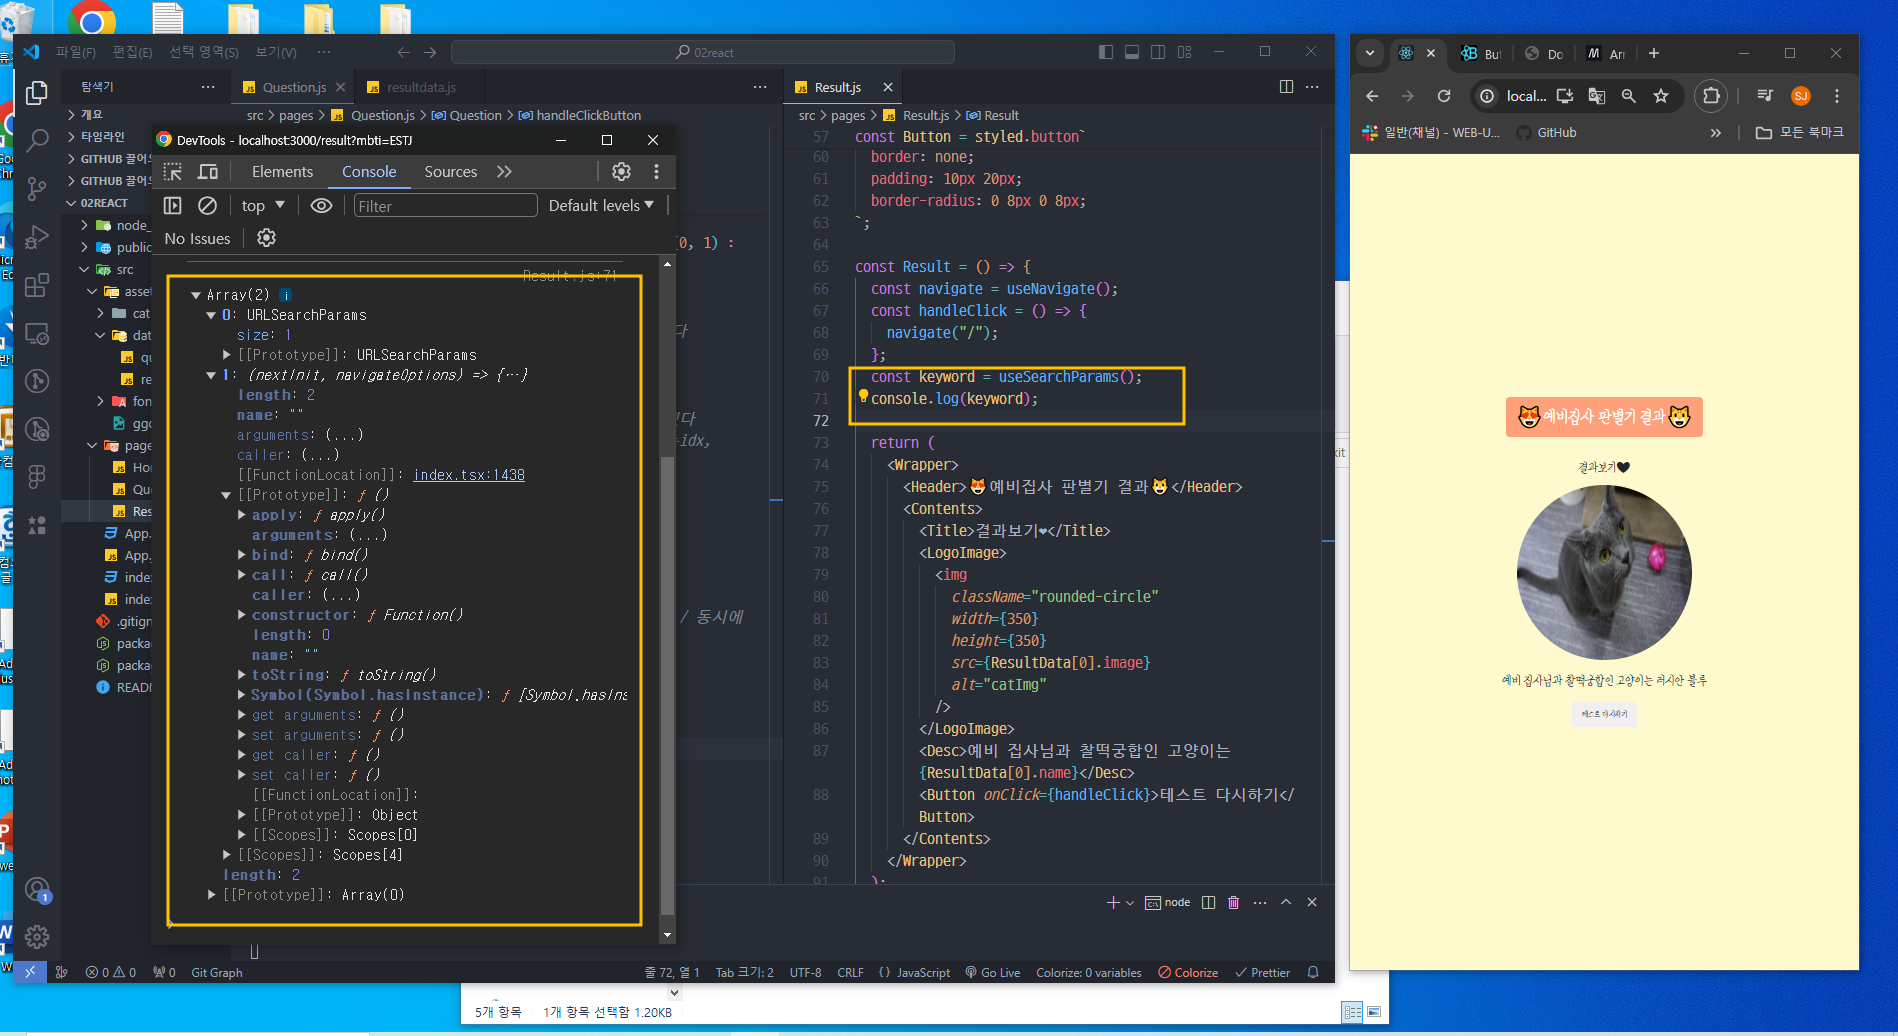 파일(F) 편집(E) 선택 영역(S) 보기(V) ···
02react
탐색기
개요
타임라인
GITHUB 끌어오
GITHUB 끌어오
02REACT
node_
public
src
asset
cat
dat
qu
re
fon
ggo
page
Ho
Qu
Res
App.
App.
index
index
.gitign
packa
packa
READI
Question.js
resultdata.js
src > pages > Question.js > Question > handleClickButton
(0, 1) :
다
다
=idx,
/ 동시에
DevTools - localhost:3000/result?mbti=ESTJ
Elements Console Sources
top Filter Default levels
No Issues
Result.js:71
Array(2)
0: URLSearchParams
size: 1
[[Prototype]]: URLSearchParams
1: (nextInit, navigateOptions) => {…}
length: 2
name: ""
arguments: (...)
caller: (...)
[[FunctionLocation]]: index.tsx:1438
[[Prototype]]: ƒ ()
apply: ƒ apply()
arguments: (...)
bind: ƒ bind()
call: ƒ call()
caller: (...)
constructor: ƒ Function()
length: 0
name: ""
toString: ƒ toString()
Symbol(Symbol.hasInstance): ƒ [Symbol.hasIns
get arguments: ƒ ()
set arguments: ƒ ()
get caller: ƒ ()
set caller: ƒ ()
[[FunctionLocation]]:
[[Prototype]]: Object
[[Scopes]]: Scopes[0]
[[Scopes]]: Scopes[4]
length: 2
[[Prototype]]: Array(0)
Result.js
src > pages > Result.js > Result
57 const Button = styled.button`
60 border: none;
61 padding: 10px 20px;
62 border-radius: 0 8px 0 8px;
63 `;
64
65 const Result = () => {
66 const navigate = useNavigate();
67 const handleClick = () => {
68 navigate("/");
69 };
70 const keyword = useSearchParams();
71 console.log(keyword);
72
73 return (
74 <Wrapper>
75 <Header>😻예비집사 판별기 결과🐱</Header>
76 <Contents>
77 <Title>결과보기❤</Title>
78 <LogoImage>
79 <img
80 className="rounded-circle"
81 width={350}
82 height={350}
83 src={ResultData[0].image}
84 alt="catImg"
85 />
86 </LogoImage>
87 <Desc>예비 집사님과 찰떡궁합인 고양이는
{ResultData[0].name}</Desc>
88 <Button onClick={handleClick}>테스트 다시하기</
Button>
89 </Contents>
90 </Wrapper>
91 );
node
0 0 0 Git Graph 줄 72, 열 1 Tab 크기: 2 UTF-8 CRLF {} JavaScript Go Live Colorize: 0 variables Colorize Prettier
5개 항목 1개 항목 선택함 1.20KB
xit
But Do Arr
local... SJ
일반(채널) - WEB-U... GitHub » 모든 북마크
😻예비집사 판별기 결과🐱
결과보기🖤
예비 집사님과 찰떡궁합인 고양이는 러시안 블루
테스트 다시하기